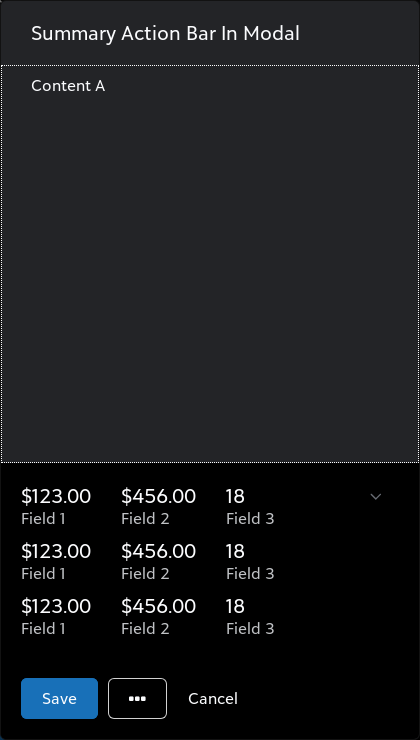 Summary Action Bar In Modal
Content A
$123.00 $456.00 18
Field 1 Field 2 Field 3
$123.00 $456.00 18
Field 1 Field 2 Field 3
$123.00 $456.00 18
Field 1 Field 2 Field 3
Save ••• Cancel